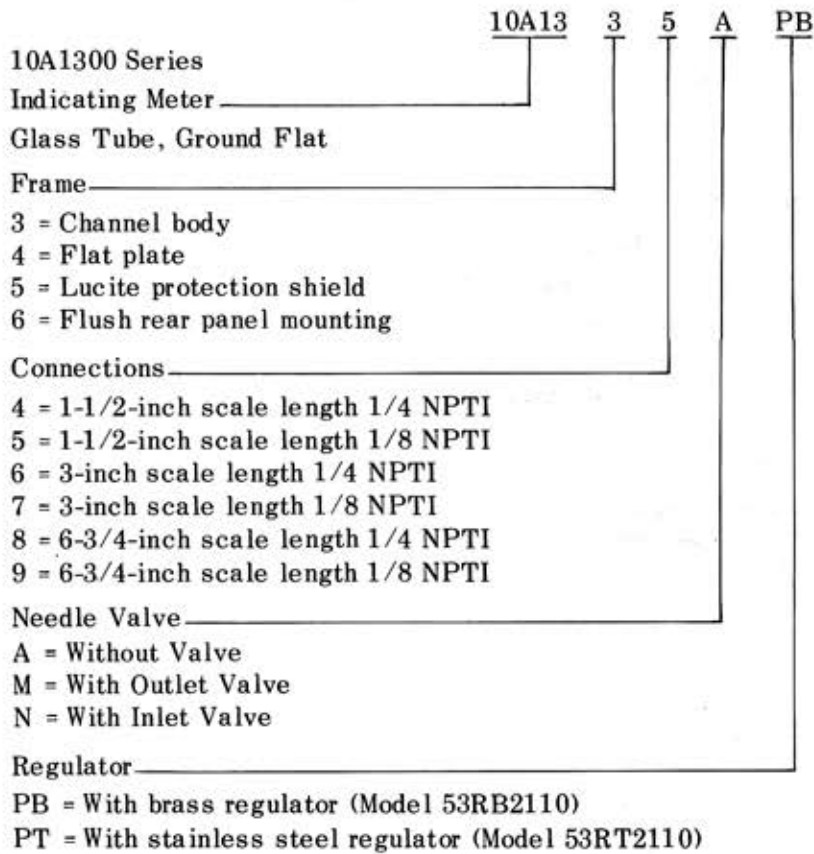 10A13 3 5 A PB
10A1300 Series
Indicating Meter
Glass Tube, Ground Flat
Frame
3 = Channel body
4 = Flat plate
5 = Lucite protection shield
6 = Flush rear panel mounting
Connections
4 = 1-1/2-inch scale length 1/4 NPTI
5 = 1-1/2-inch scale length 1/8 NPTI
6 = 3-inch scale length 1/4 NPTI
7 = 3-inch scale length 1/8 NPTI
8 = 6-3/4-inch scale length 1/4 NPTI
9 = 6-3/4-inch scale length 1/8 NPTI
Needle Valve
A = Without Valve
M = With Outlet Valve
N = With Inlet Valve
Regulator
PB = With brass regulator (Model 53RB2110)
PT = With stainless steel regulator (Model 53RT2110)